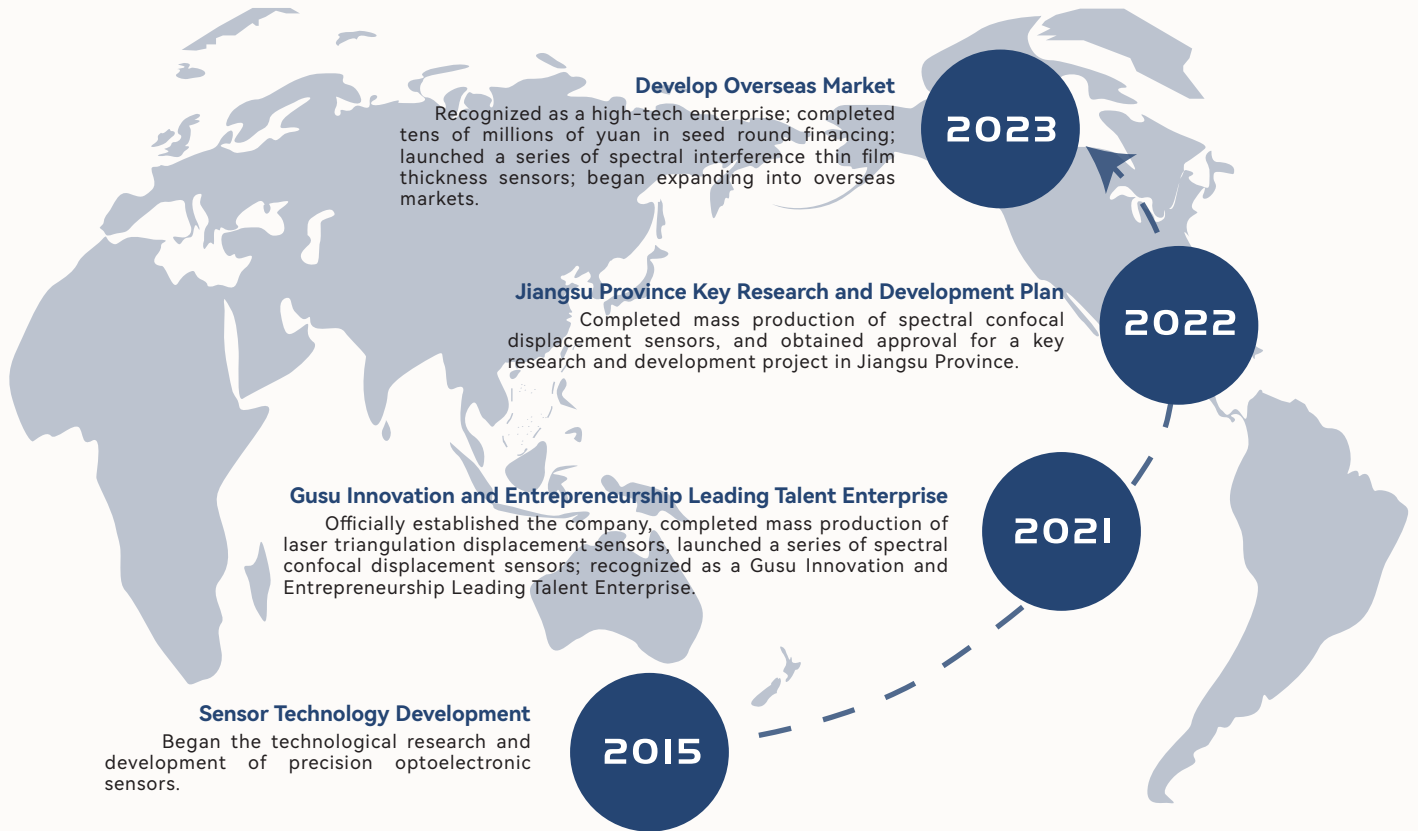 Develop Overseas Market
Recognized as a high-tech enterprise; completed
tens of millions of yuan in seed round financing;
launched a series of spectral interference thin film
thickness sensors; began expanding into overseas
markets.
2023
Jiangsu Province Key Research and Development Plan
Completed mass production of spectral confocal
displacement sensors, and obtained approval for a key
research and development project in Jiangsu Province.
2022
Gusu Innovation and Entrepreneurship Leading Talent Enterprise
Officially established the company, completed mass production of
laser triangulation displacement sensors, launched a series of spectral
confocal displacement sensors; recognized as a Gusu Innovation and
Entrepreneurship Leading Talent Enterprise.
2021
Sensor Technology Development
Began the technological research and
development of precision optoelectronic
sensors.
2015